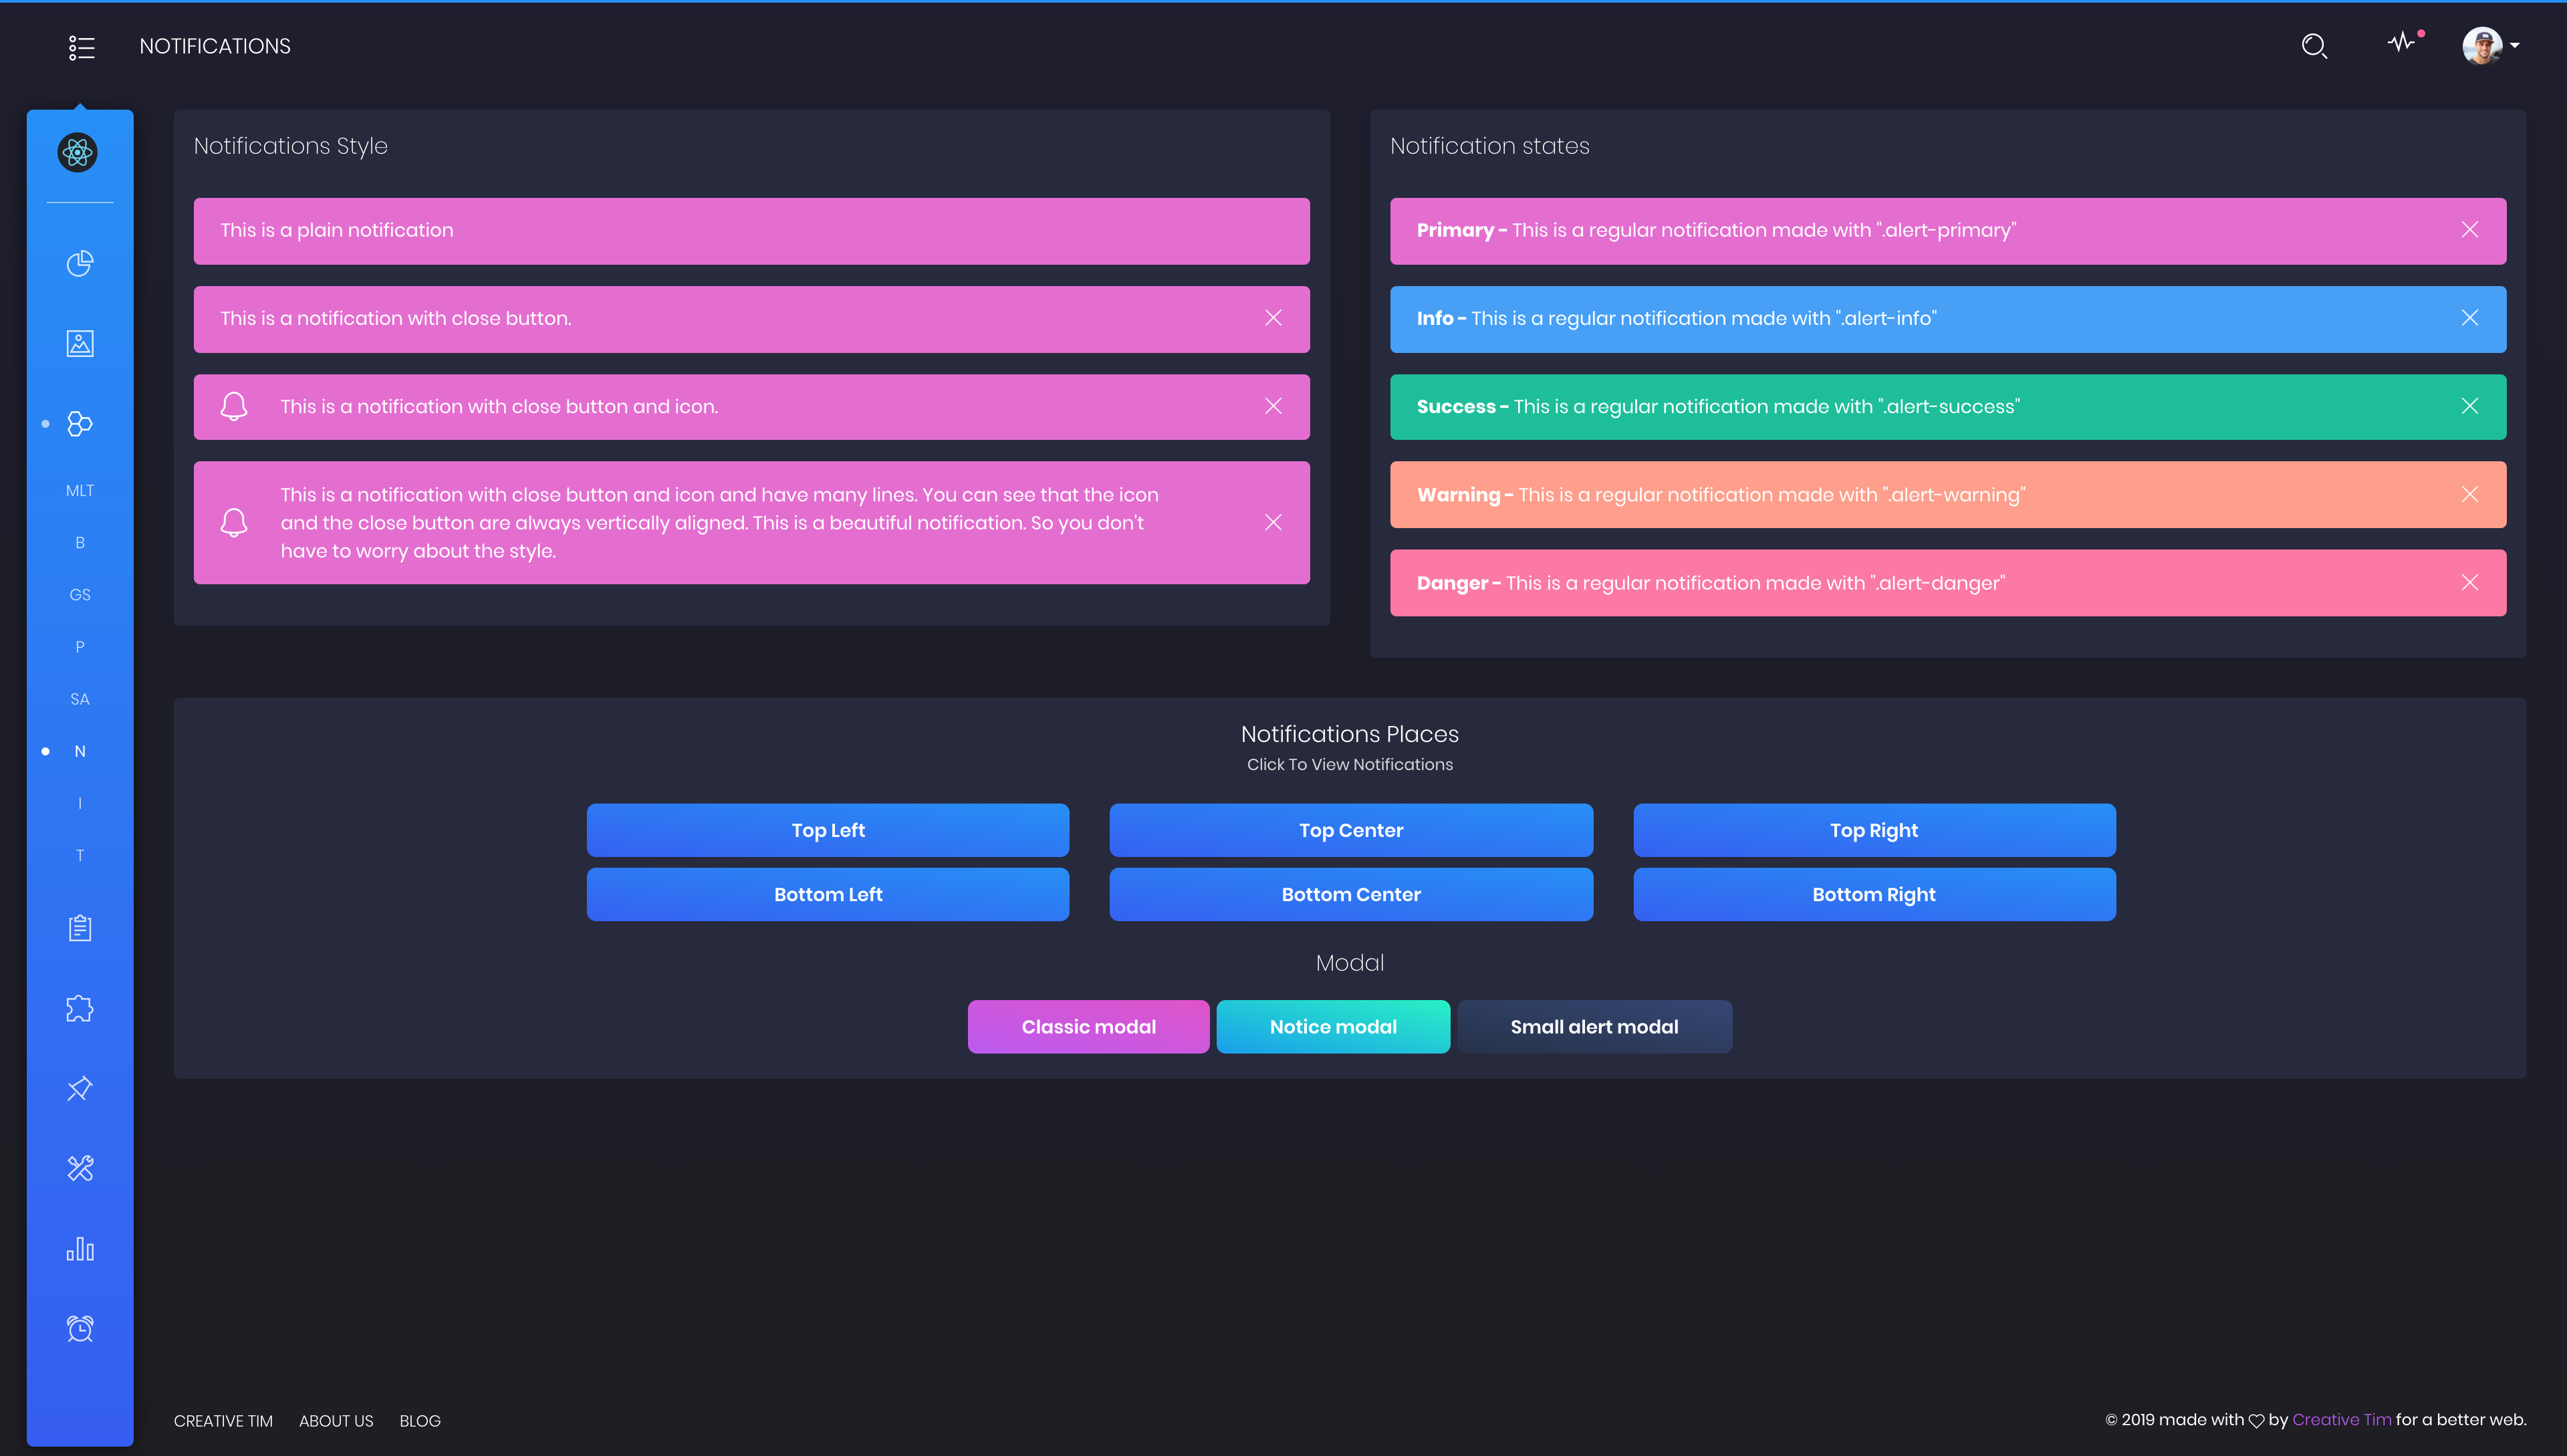 NOTIFICATIONS
Notifications Style
This is a plain notification
This is a notification with close button.
This is a notification with close button and icon.
This is a notification with close button and icon and have many lines. You can see that the icon
and the close button are always vertically aligned. This is a beautiful notification. So you don't
have to worry about the style.
Notification states
Primary - This is a regular notification made with ".alert-primary"
Info - This is a regular notification made with ".alert-info"
Success - This is a regular notification made with ".alert-success"
Warning - This is a regular notification made with ".alert-warning"
Danger - This is a regular notification made with ".alert-danger"
MLT
B
GS
P
SA
N
I
T
Notifications Places
Click To View Notifications
Top Left
Top Center
Top Right
Bottom Left
Bottom Center
Bottom Right
Modal
Classic modal
Notice modal
Small alert modal
CREATIVE TIM
ABOUT US
BLOG
© 2019 made with ♡ by Creative Tim for a better web.